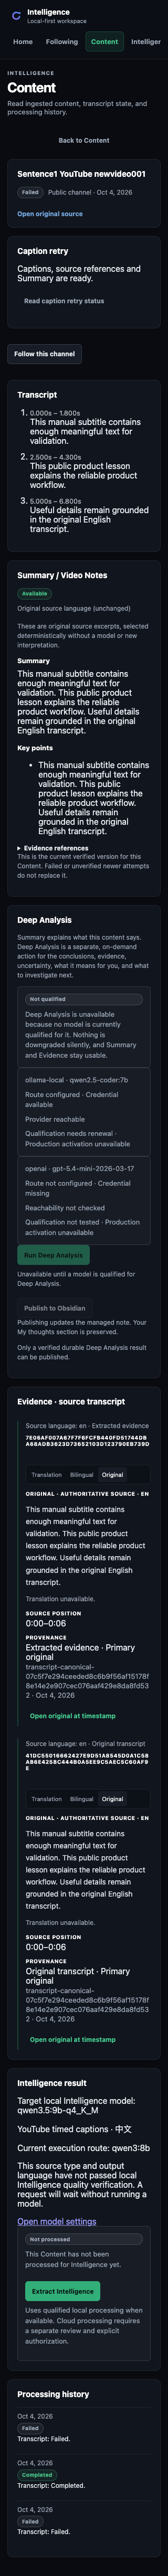 Intelligence
Local-first workspace
Home Following Content Intelliger
INTELLIGENCE
Content
Read ingested content, transcript state, and
processing history.
Back to Content
Sentence1 YouTube newvideo001
Failed Public channel · Oct 4, 2026
Open original source
Caption retry
Captions, source references and
Summary are ready.
Read caption retry status
Follow this channel
Transcript
1. 0.000s – 1.800s
This manual subtitle contains
enough meaningful text for
validation.
2. 2.500s – 4.300s
This public product lesson
explains the reliable product
workflow.
3. 5.000s – 6.800s
Useful details remain grounded
in the original English
transcript.
Summary / Video Notes
Available
Original source language (unchanged)
These are original source excerpts, selected
deterministically without a model or new
interpretation.
Summary
This manual subtitle contains enough
meaningful text for validation. This public
product lesson explains the reliable product
workflow. Useful details remain grounded in
the original English transcript.
Key points
• This manual subtitle contains
enough meaningful text for
validation. This public product
lesson explains the reliable
product workflow. Useful details
remain grounded in the original
English transcript.
▸ Evidence references
This is the current verified version for this
Content. Failed or unverified newer attempts
do not replace it.
Deep Analysis
Summary explains what this content says.
Deep Analysis is a separate, on-demand
action for the conclusions, evidence,
uncertainty, what it means for you, and what
to investigate next.
Not qualified
Deep Analysis is unavailable
because no model is currently
qualified for it. Nothing is
downgraded silently, and Summary
and Evidence stay usable.
ollama-local · qwen2.5-coder:7b
Route configured · Credential
available
Provider reachable
Qualification needs renewal ·
Production activation unavailable
openai · gpt-5.4-mini-2026-03-17
Route not configured · Credential
missing
Reachability not checked
Qualification not tested · Production
activation unavailable
Run Deep Analysis
Unavailable until a model is qualified for
Deep Analysis.
Publish to Obsidian
Publishing updates the managed note. Your
My thoughts section is preserved.
Only a verified durable Deep Analysis result
can be published.
Evidence · source transcript
Source language: en · Extracted evidence
Translation Bilingual Original
ORIGINAL · AUTHORITATIVE SOURCE · EN
This manual subtitle contains
enough meaningful text for
validation. This public product
lesson explains the reliable
product workflow. Useful details
remain grounded in the original
English transcript.
Translation unavailable.
SOURCE POSITION
0:00–0:06
PROVENANCE
Extracted evidence · Primary
original
transcript-canonical-
2 · Oct 4, 2026
Open original at timestamp
Source language: en · Original transcript
Translation Bilingual Original
ORIGINAL · AUTHORITATIVE SOURCE · EN
This manual subtitle contains
enough meaningful text for
validation. This public product
lesson explains the reliable
product workflow. Useful details
remain grounded in the original
English transcript.
Translation unavailable.
SOURCE POSITION
0:00–0:06
PROVENANCE
Original transcript · Primary
original
transcript-canonical-
2 · Oct 4, 2026
Open original at timestamp
Intelligence result
Target local Intelligence model:
qwen3.5:9b-q4_K_M
YouTube timed captions · 中文
Current execution route: qwen3:8b
This source type and output
language have not passed local
Intelligence quality verification. A
request will wait without running a
model.
Open model settings
Not processed
This Content has not been
processed for Intelligence yet.
Extract Intelligence
Uses qualified local processing when
available. Cloud processing requires
a separate review and explicit
authorization.
Processing history
Oct 4, 2026
Failed
Transcript: Failed.
Oct 4, 2026
Completed
Transcript: Completed.
Oct 4, 2026
Failed
Transcript: Failed.